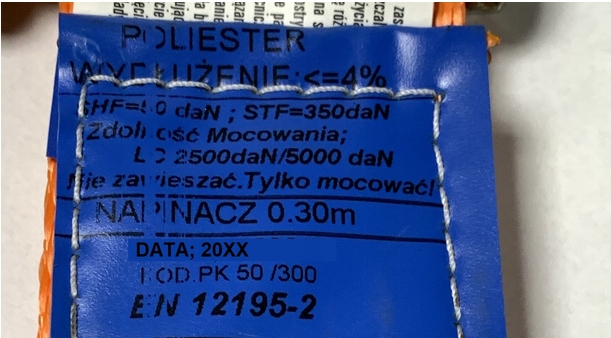 POLIESTER
WYDŁUŻENIE:<=4%
SHF=50 daN ; STF=350daN
Zdolność Mocowania;
LC 2500daN/5000 daN
Nie zawieszać.Tylko mocować!
NAPINACZ 0.30m
DATA; 20XX
KOD.PK 50 /300
EN 12195-2